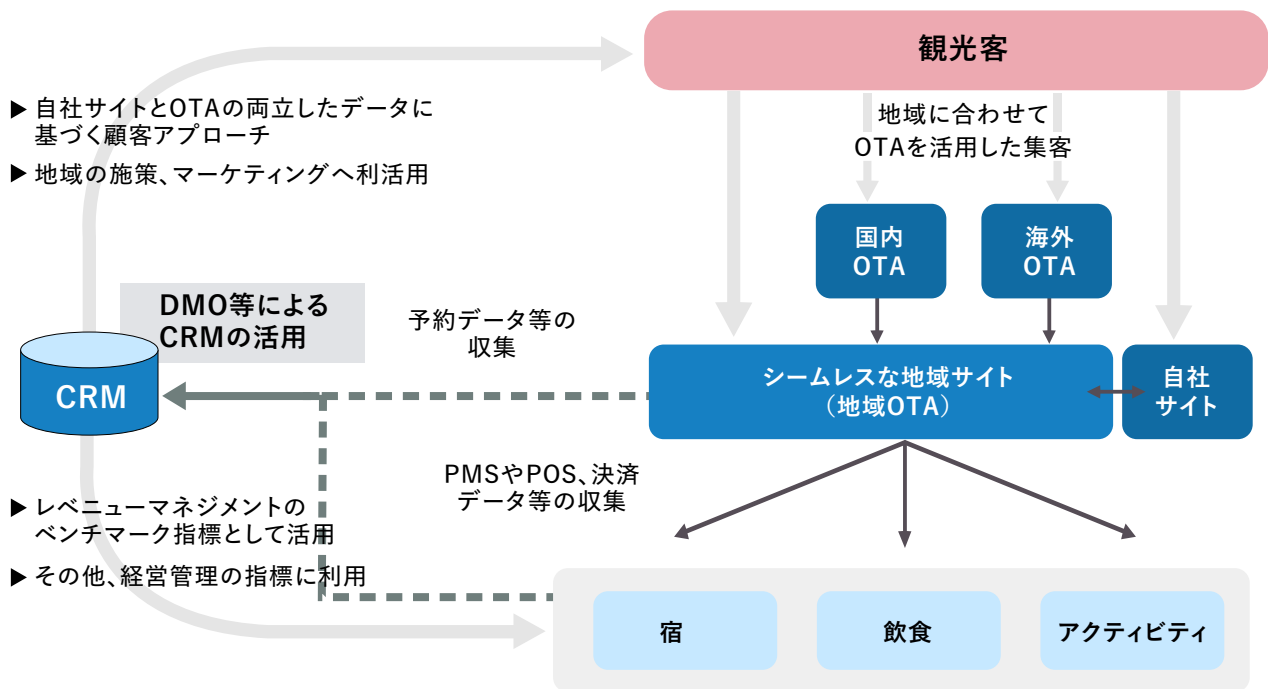 観光客
▶ 自社サイトとOTAの両立したデータに
基づく顧客アプローチ
▶ 地域の施策、マーケティングへ利活用
地域に合わせて
OTAを活用した集客
国内
OTA
海外
OTA
DMO等による
CRMの活用
予約データ等の
収集
CRM
シームレスな地域サイト
（地域OTA）
自社
サイト
PMSやPOS、決済
データ等の収集
▶ レベニューマネジメントの
ベンチマーク指標として活用
▶ その他、経営管理の指標に利用
宿
飲食
アクティビティ